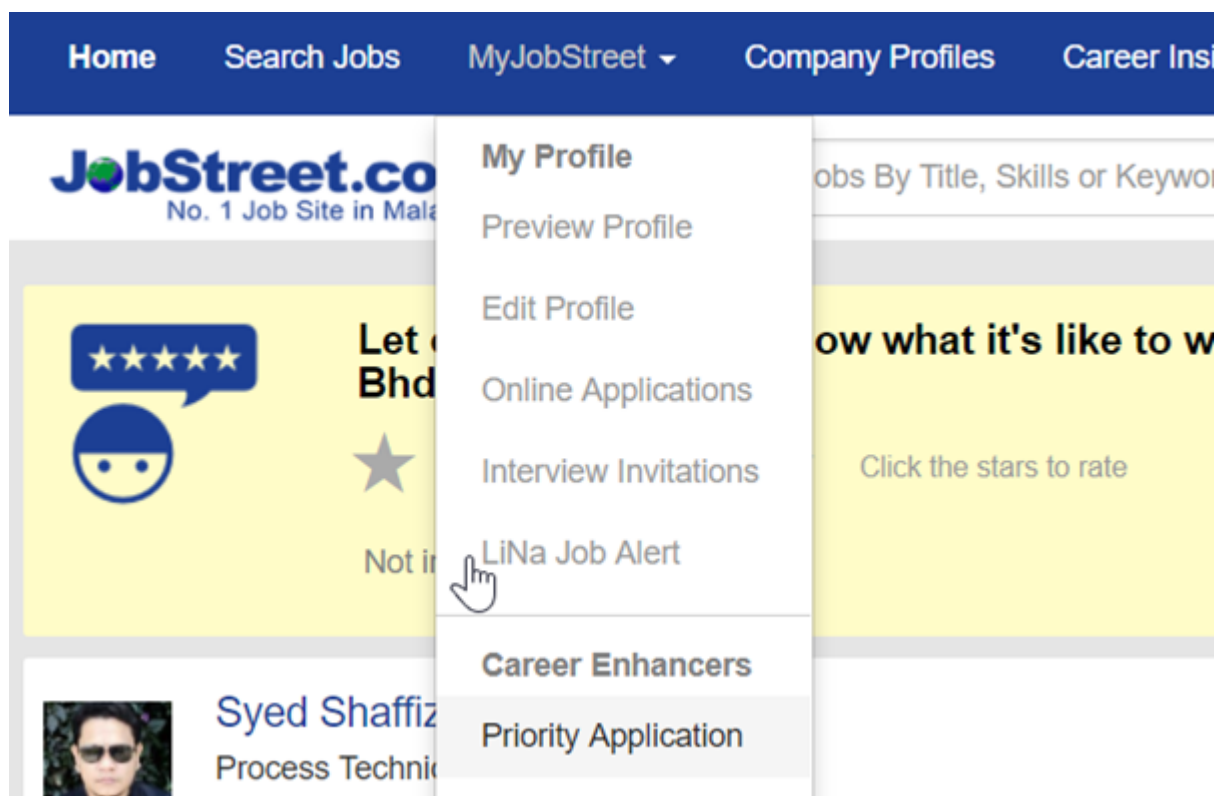 Home Search Jobs MyJobStreet Company Profiles Career Insi
JobStreet.co
No. 1 Job Site in Mala
obs By Title, Skills or Keywor
My Profile
Preview Profile
Edit Profile
Online Applications
Interview Invitations
LiNa Job Alert
Career Enhancers
Priority Application
Let
ow what it's like to w
Bhd
Click the stars to rate
Not i
Syed Shaffiz
Process Techni